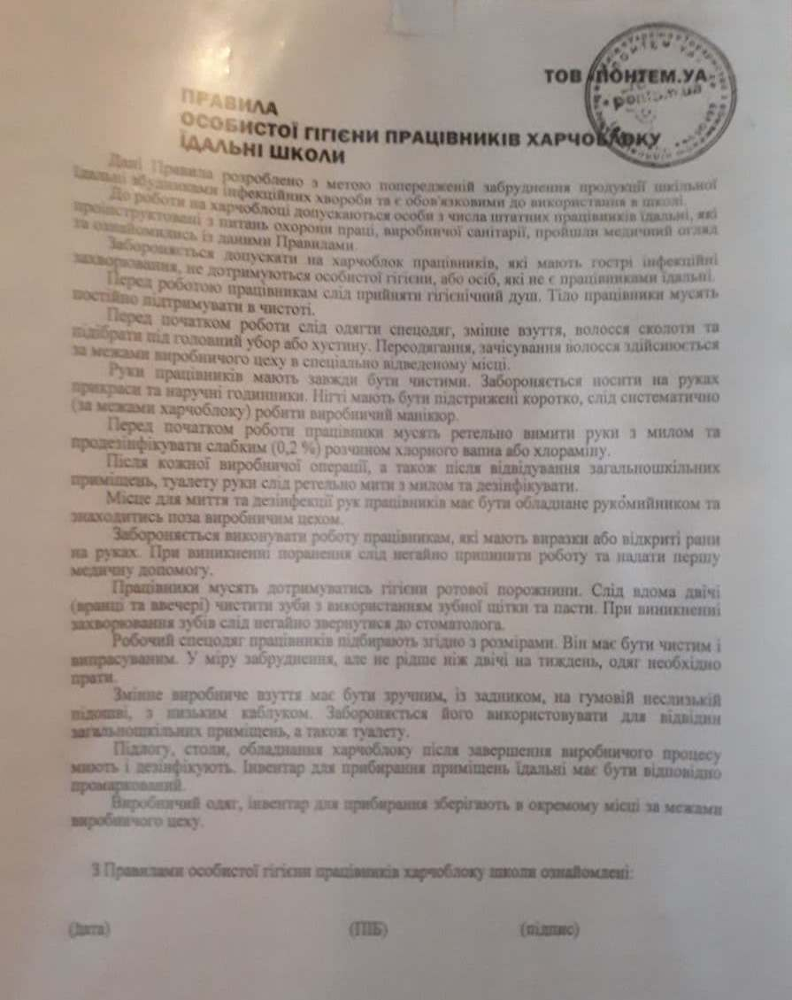 ТОВ «ПОНТЕМ.УА
pontem.ua
ПРАВИЛА
ОСОБИСТОЇ ГІГІЄНИ ПРАЦІВНИКІВ ХАРЧОБЛОКУ
ЇДАЛЬНІ ШКОЛИ
Дані Правила розроблено з метою попередженій забруднення продукції шкільної
їдальні збудниками інфекційних хвороби та є обов'язковими до використання в школі.
До роботи на харчоблоці допускаються особи з числа штатних працівників їдальні, які
проінструктовані з питань охорони праці, виробничої санітарії, пройшли медичний огляд
та ознайомились із даними Правилами.
Забороняється допускати на харчоблок працівників, які мають гострі інфекційні
захворювання, не дотримуються особистої гігієни, або осіб, які не є працівниками їдальні.
Перед роботою працівникам слід прийняти гігієнічний душ. Тіло працівники мусять
постійно підтримувати в чистоті.
Перед початком роботи слід одягти спецодяг, змінне взуття, волосся сколоти та
підібрати під головний убор або хустину. Переодягання, зачісування волосся здійснюється
за межами виробничого цеху в спеціально відведеному місці.
Руки працівників мають завжди бути чистими. Забороняється носити на руках
прикраси та наручні годинники. Нігті мають бути підстрижені коротко, слід систематично
(за межами харчоблоку) робити виробничий манікюр.
Перед початком роботи працівники мусять ретельно вимити руки з милом та
продезінфікувати слабким (0,2 %) розчином хлорного вапна або хлораміну.
Після кожної виробничої операції, а також після відвідування загальношкільних
приміщень, туалету руки слід ретельно мити з милом та дезінфікувати.
Місце для миття та дезінфекції рук працівників має бути обладнане рукомийником та
знаходитись поза виробничим цехом.
Забороняється виконувати роботу працівникам, які мають виразки або відкриті рани
на руках. При виникненні поранення слід негайно припинити роботу та надати першу
медичну допомогу.
Працівники мусять дотримуватись гігієни ротової порожнини. Слід вдома двічі
(вранці та ввечері) чистити зуби з використанням зубної щітки та пасти. При виникненні
захворювання зубів слід негайно звернутися до стоматолога.
Робочий спецодяг працівників підбирають згідно з розмірами. Він має бути чистим і
випрасуваним. У міру забруднення, але не рідше ніж двічі на тиждень, одяг необхідно
прати.
Змінне виробниче взуття має бути зручним, із задником, на гумовій неслизькій
підошві, з низьким каблуком. Забороняється його використовувати для відвідин
загальношкільних приміщень, а також туалету.
Підлогу, столи, обладнання харчоблоку після завершення виробничого процесу
миють і дезінфікують. Інвентар для прибирання приміщень їдальні має бути відповідно
промаркований.
Виробничий одяг, інвентар для прибирання зберігають в окремому місці за межами
виробничого цеху.
З Правилами особистої гігієни працівників харчоблоку школи ознайомлені:
(дата) (ПІБ) (підпис)